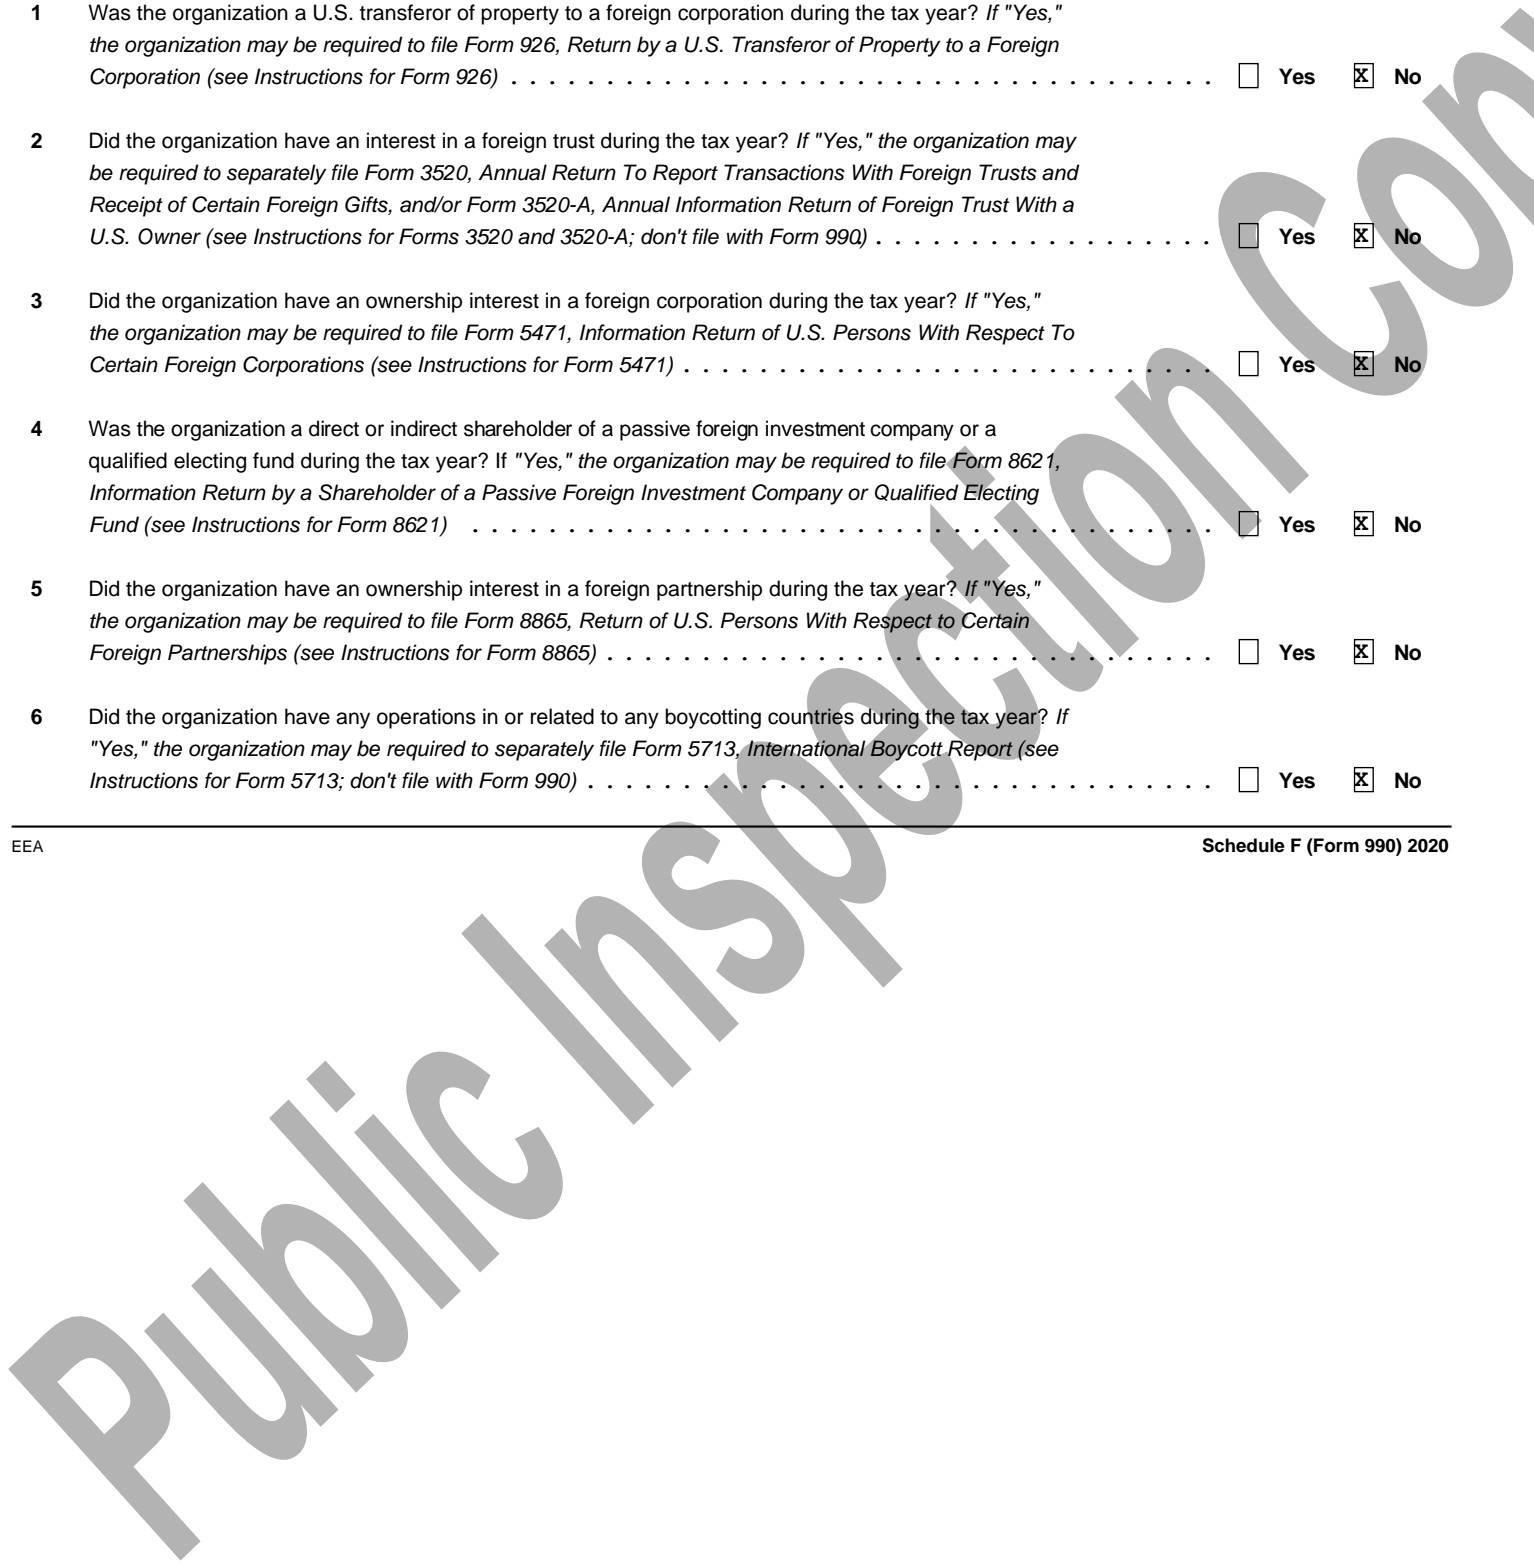 1 Was the organization a U.S. transferor of property to a foreign corporation during the tax year? If "Yes,"
the organization may be required to file Form 926, Return by a U.S. Transferor of Property to a Foreign
Corporation (see Instructions for Form 926) . . . . . . . . . . . . . . . . . . . . . . . . . . . . . . . . . . . . . Yes X No
2 Did the organization have an interest in a foreign trust during the tax year? If "Yes," the organization may
be required to separately file Form 3520, Annual Return To Report Transactions With Foreign Trusts and
Receipt of Certain Foreign Gifts, and/or Form 3520-A, Annual Information Return of Foreign Trust With a
U.S. Owner (see Instructions for Forms 3520 and 3520-A; don't file with Form 990) . . . . . . . . . . . . . . . . . . Yes X No
3 Did the organization have an ownership interest in a foreign corporation during the tax year? If "Yes,"
the organization may be required to file Form 5471, Information Return of U.S. Persons With Respect To
Certain Foreign Corporations (see Instructions for Form 5471) . . . . . . . . . . . . . . . . . . . . . . . . . . . . Yes X No
4 Was the organization a direct or indirect shareholder of a passive foreign investment company or a
qualified electing fund during the tax year? If "Yes," the organization may be required to file Form 8621,
Information Return by a Shareholder of a Passive Foreign Investment Company or Qualified Electing
Fund (see Instructions for Form 8621) . . . . . . . . . . . . . . . . . . . . . . . . . . . . . . . . . . . . . . . Yes X No
5 Did the organization have an ownership interest in a foreign partnership during the tax year? If "Yes,"
the organization may be required to file Form 8865, Return of U.S. Persons With Respect to Certain
Foreign Partnerships (see Instructions for Form 8865) . . . . . . . . . . . . . . . . . . . . . . . . . . . . . . . . Yes X No
6 Did the organization have any operations in or related to any boycotting countries during the tax year? If
"Yes," the organization may be required to separately file Form 5713, International Boycott Report (see
Instructions for Form 5713; don't file with Form 990) . . . . . . . . . . . . . . . . . . . . . . . . . . . . . . . . . Yes X No
EEA Schedule F (Form 990) 2020
Public Inspection